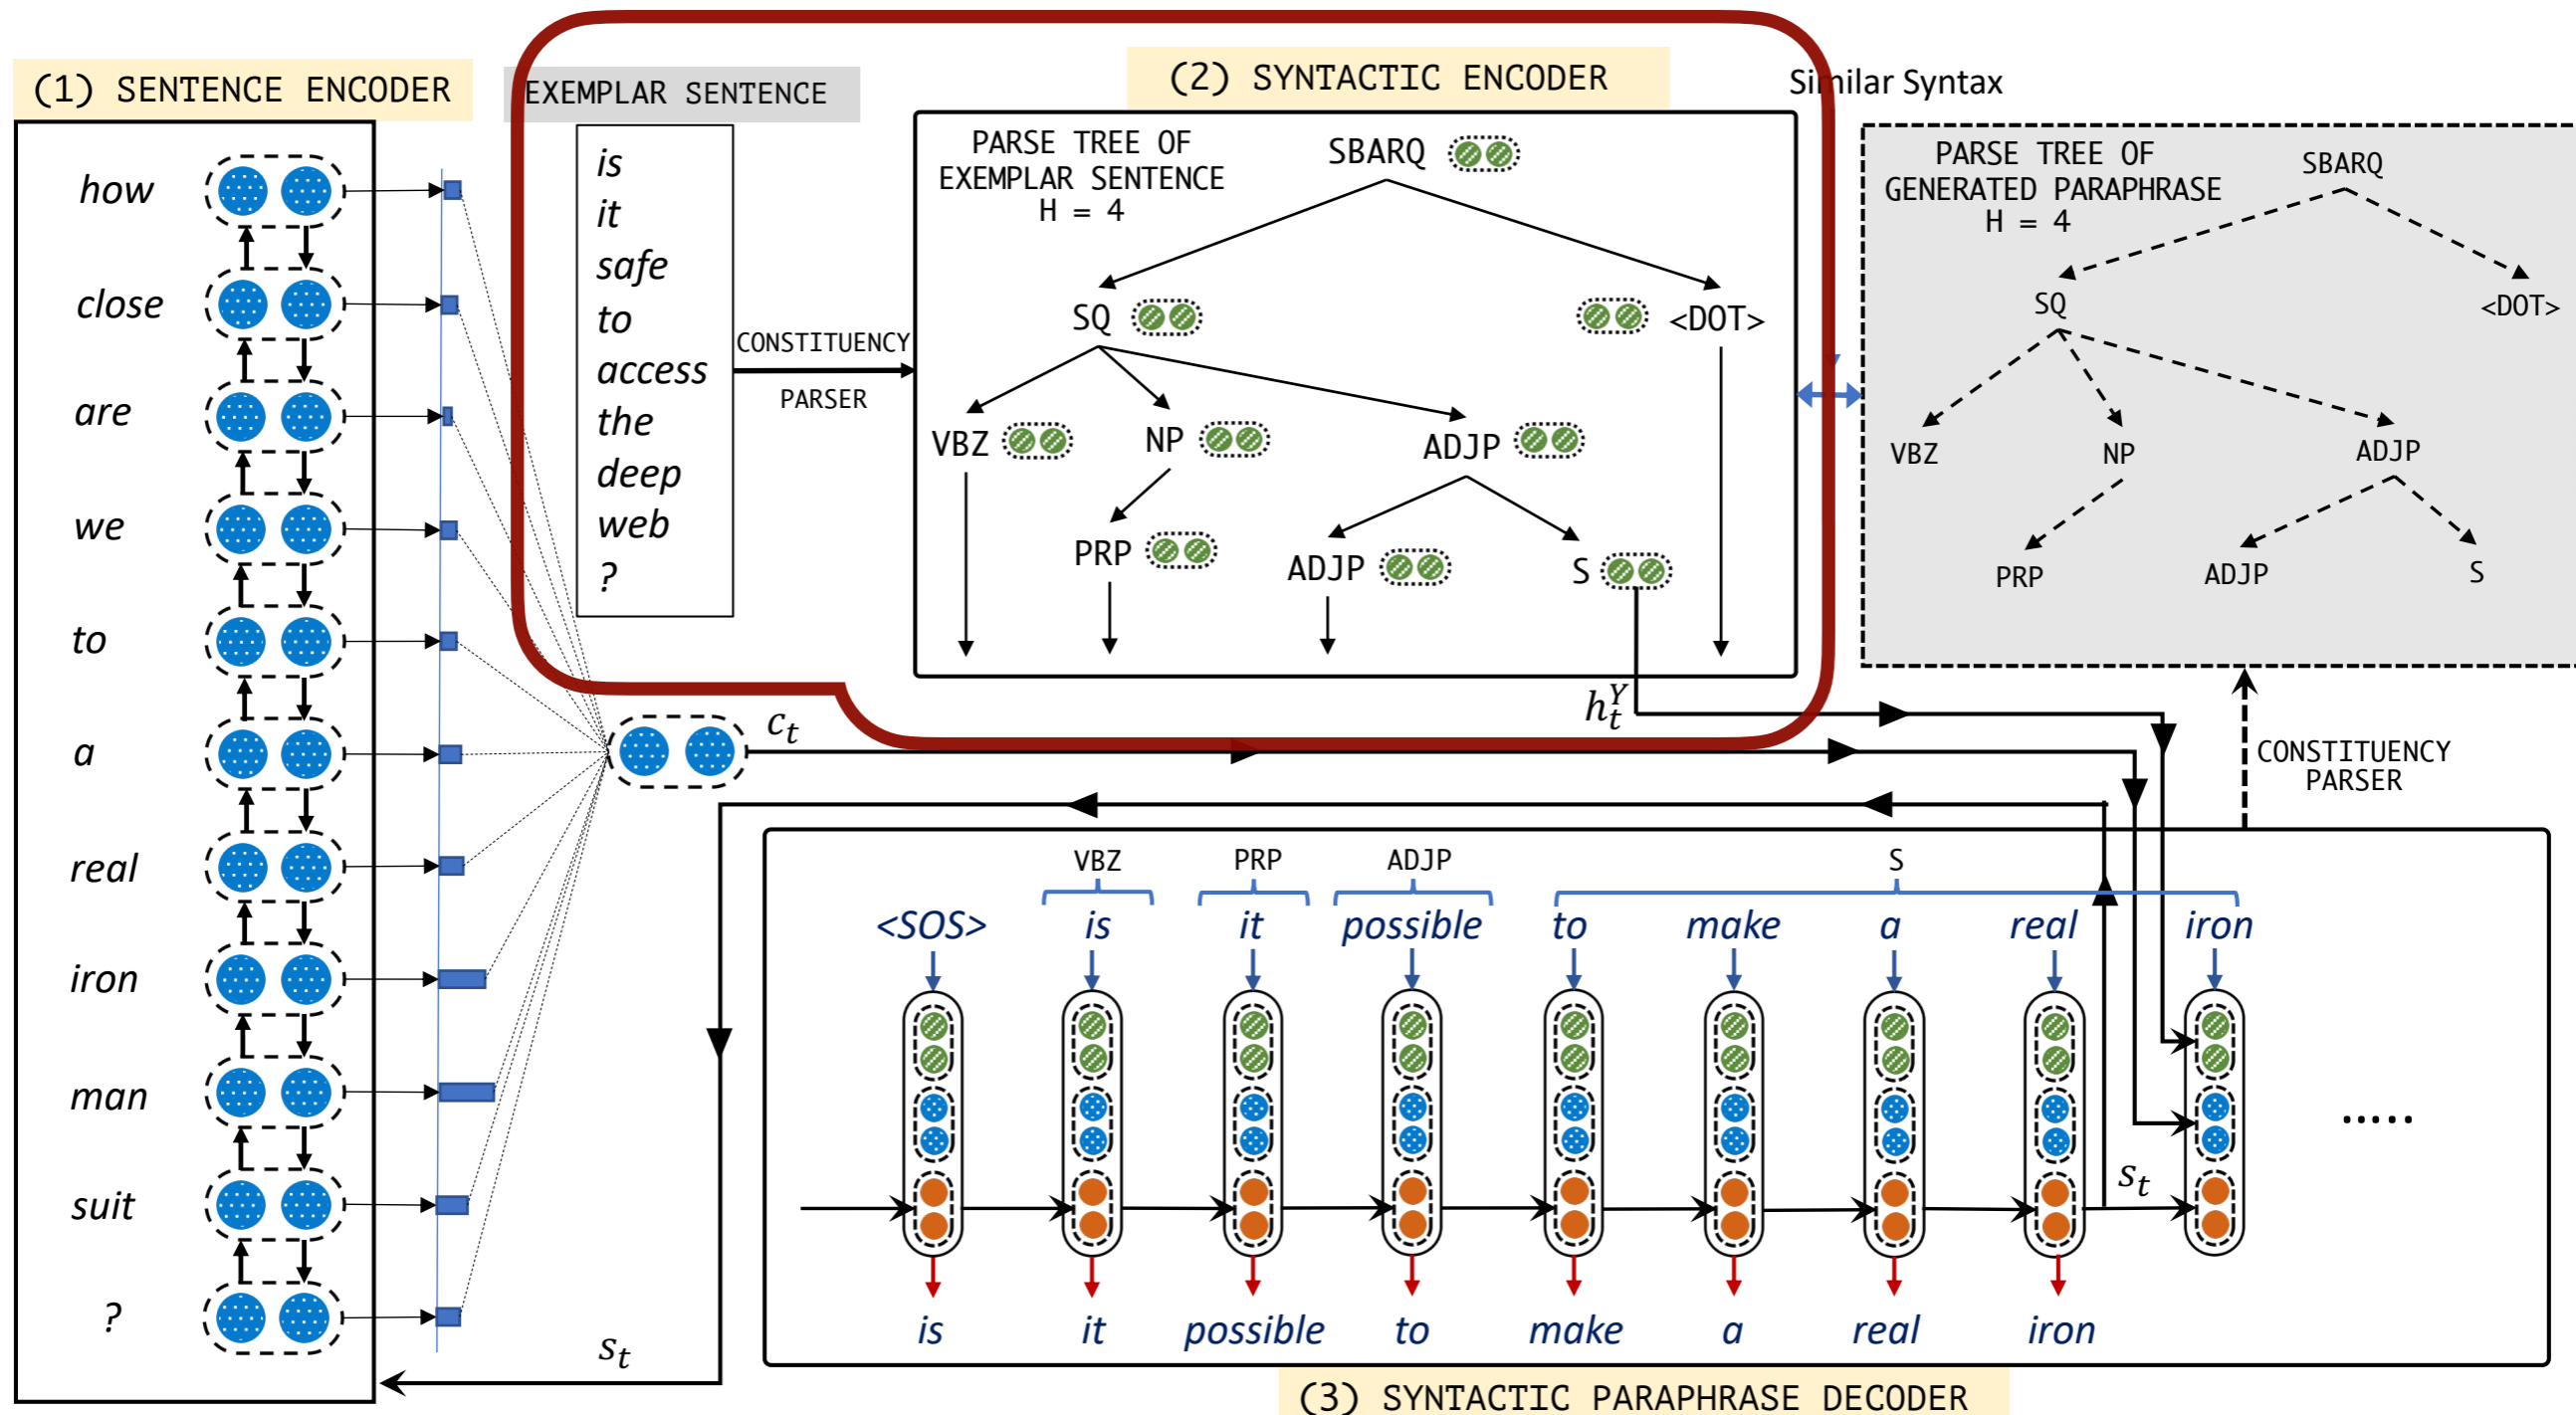 (1) SENTENCE ENCODER
how
close
are
we
to
a
real
iron
man
suit
?
EXEMPLAR SENTENCE
is
it
safe
to
access
the
deep
web
?
CONSTITUENCY
PARSER
(2) SYNTACTIC ENCODER
PARSE TREE OF
EXEMPLAR SENTENCE
H = 4
SBARQ
SQ
<DOT>
VBZ
NP
ADJP
PRP
ADJP
S
Similar Syntax
PARSE TREE OF
GENERATED PARAPHRASE
H = 4
SBARQ
SQ
<DOT>
VBZ
NP
ADJP
PRP
ADJP
S
c_t
h_t^Y
CONSTITUENCY
PARSER
VBZ PRP ADJP S
<SOS> is it possible to make a real iron
s_t
.....
is it possible to make a real iron
s_t
(3) SYNTACTIC PARAPHRASE DECODER